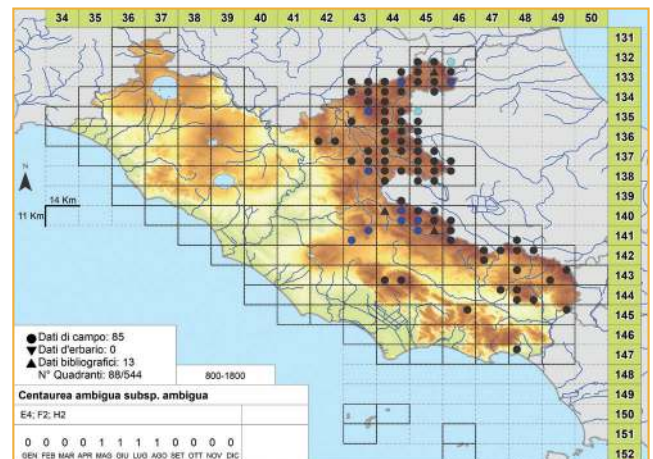 34 35 36 37 38 39 40 41 42 43 44 45 46 47 48 49 50
131
132
133
134
135
136
137
138
139
140
141
142
143
144
145
146
147
148
149
150
151
152
N
14 Km
11 Km
Dati di campo: 85
Dati d'erbario: 0
Dati bibliografici: 13
N° Quadranti: 88/544
800-1800
Centaurea ambigua subsp. ambigua
E4; F2; H2
0 0 0 0 1 1 1 1 0 0 0 0
GEN FEB MAR APR MAG GIU LUG AGO SET OTT NOV DIC